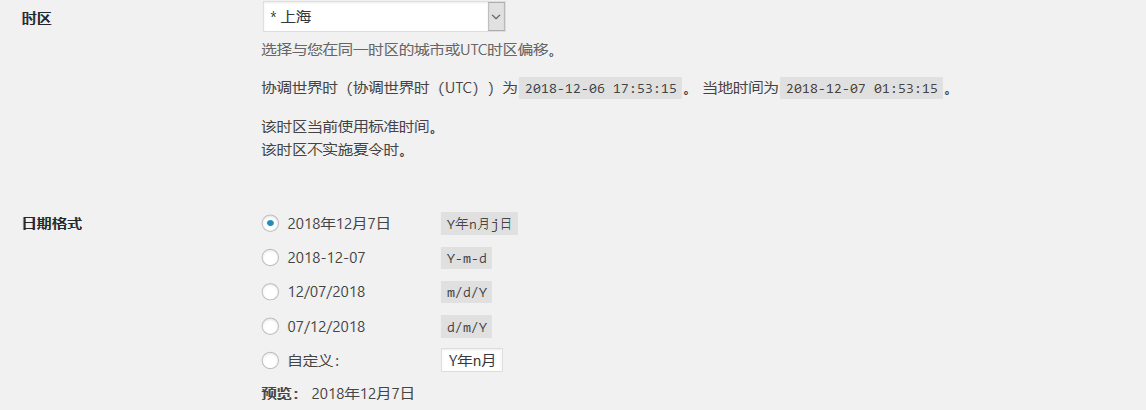 时区 * 上海
选择与您在同一时区的城市或UTC时区偏移。
协调世界时（协调世界时（UTC））为 2018-12-06 17:53:15 。 当地时间为 2018-12-07 01:53:15 。
该时区当前使用标准时间。
该时区不实施夏令时。
日期格式 2018年12月7日 Y年n月j日
2018-12-07 Y-m-d
12/07/2018 m/d/Y
07/12/2018 d/m/Y
自定义： Y年n月
预览： 2018年12月7日